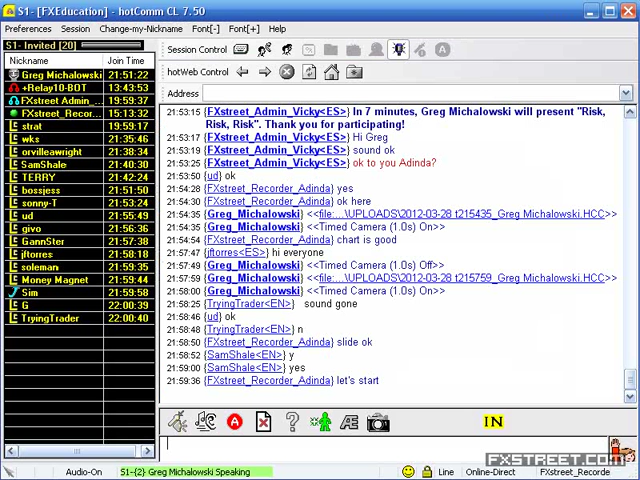 S1- [FXEducation] - hotComm CL 7.50
Preferences Session Change-my-Nickname Font[-] Font[+] Help
S1- Invited [20]
Session Control
Nickname Join Time
hotWeb Control
Address
Greg Michalowski 21:51:22
+Relay10-BOT 13:43:53
FXstreet Admin_... 19:59:37
FXstreet_Recor... 15:13:32
strat 19:59:17
wks 21:35:46
orvilleawright 21:38:34
SamShale 21:40:30
TERRY 21:42:24
bossjess 21:51:50
sonny-T 21:53:24
ud 21:55:49
givo 21:56:36
GannSter 21:57:38
jftorres 21:58:18
soleman 21:59:35
Money Magnet 21:59:44
Sim 21:59:58
G 22:00:39
TryingTrader 22:00:40
21:53:15 {FXstreet_Admin_Vicky<ES>} In 7 minutes, Greg Michalowski will present "Risk,
Risk, Risk". Thank you for participating!
21:53:17 {FXstreet_Admin_Vicky<ES>} Hi Greg
21:53:19 {FXstreet_Admin_Vicky<ES>} sound ok
21:53:25 {FXstreet_Admin_Vicky<ES>} ok to you Adinda?
{ud} ok
21:54:28 {FXstreet_Recorder_Adinda} yes
21:54:30 {FXstreet_Recorder_Adinda} ok here
21:54:35 {Greg_Michalowski} <<file:...\UPLOADS\2012-03-28 t215435_Greg Michalowski.HCC>>
21:54:35 {Greg_Michalowski} <<Timed Camera (1.0s) On>>
21:54:54 {FXstreet_Recorder_Adinda} chart is good
21:57:47 {jftorres<ES>} hi everyone
21:57:49 {Greg_Michalowski} <<Timed Camera (1.0s) Off>>
21:57:59 {Greg_Michalowski} <<file:...\UPLOADS\2012-03-28 t215759_Greg Michalowski.HCC>>
21:58:00 {Greg_Michalowski} <<Timed Camera (1.0s) On>>
21:58:25 {TryingTrader<EN>} sound gone
21:58:46 {ud} ok
21:58:48 {TryingTrader<EN>} n
21:58:50 {FXstreet_Recorder_Adinda} slide ok
21:58:52 {SamShale<EN>} y
21:59:00 {SamShale<EN>} yes
21:59:36 {FXstreet_Recorder_Adinda} let's start
IN
FXSTREET.COM
Audio-On S1-{2} Greg Michalowski Speaking Line Online-Direct FXstreet_Recorde